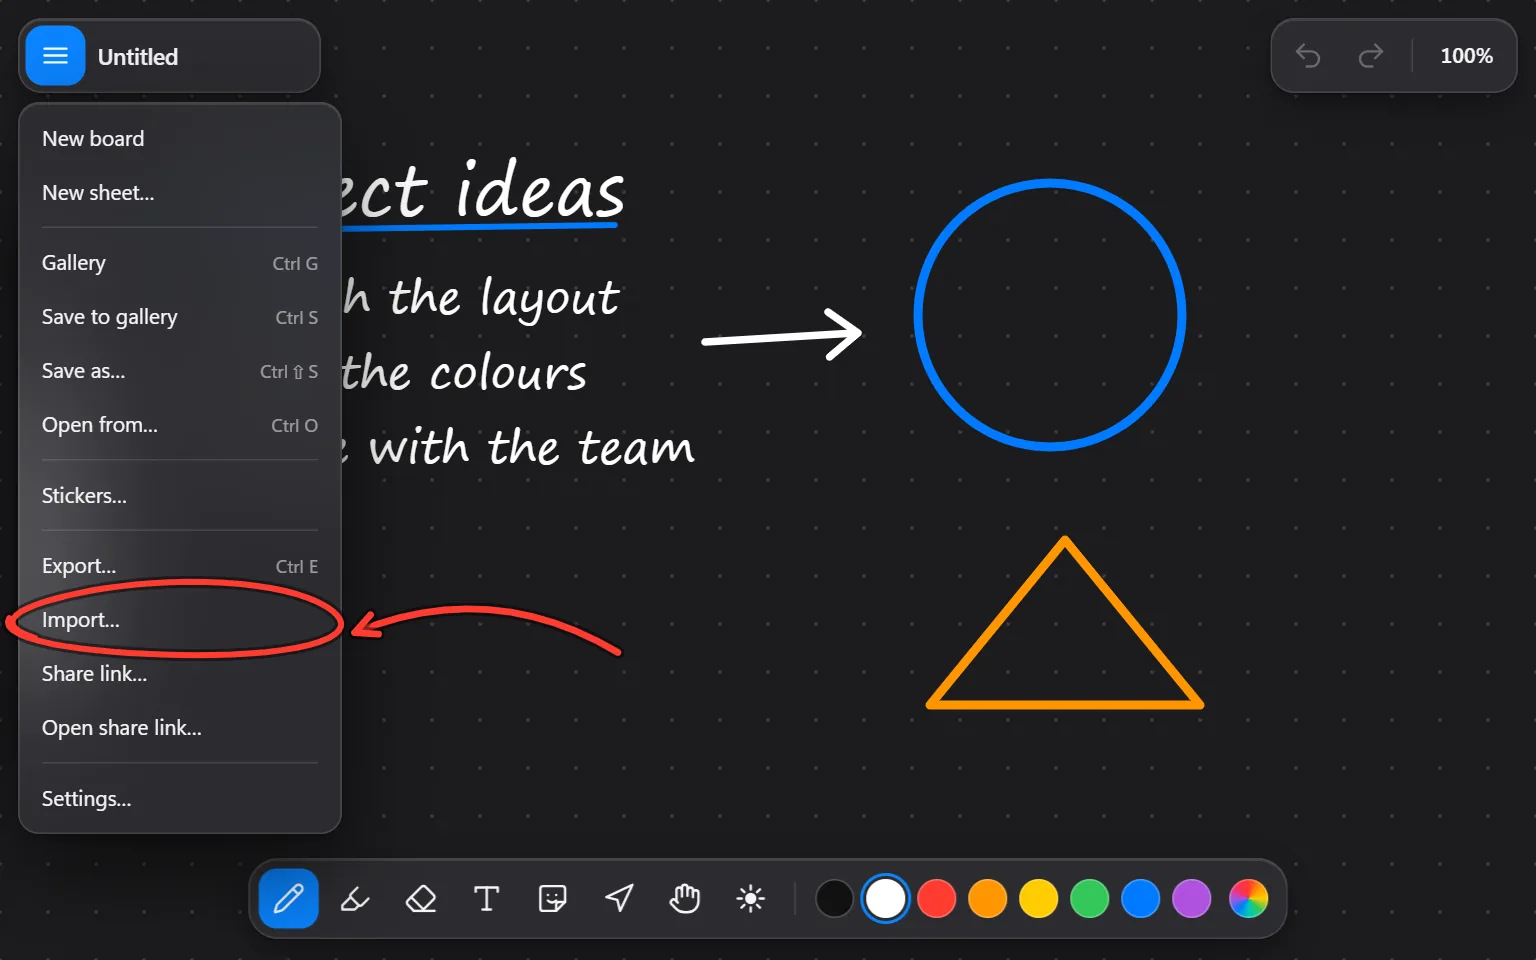 Untitled
100%
New board
New sheet...
Gallery Ctrl G
Save to gallery Ctrl S
Save as... Ctrl ⇧ S
Open from... Ctrl O
Stickers...
Export... Ctrl E
Import...
Share link...
Open share link...
Settings...
ect ideas
h the layout
the colours
with the team
T